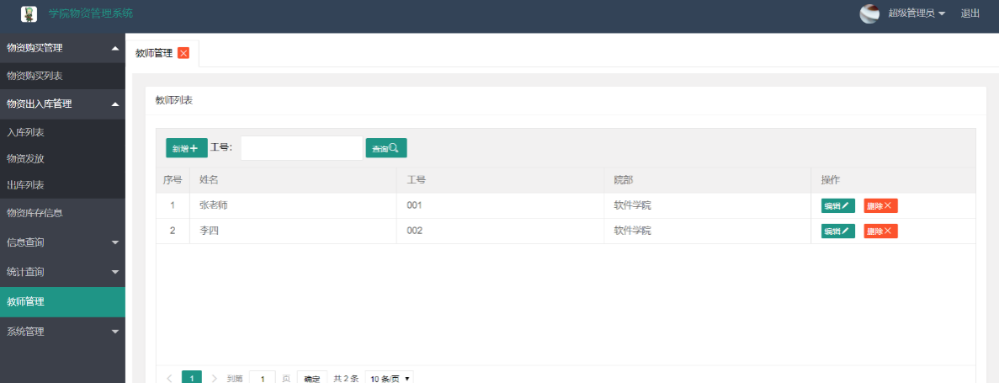 学院物资管理系统
超级管理员 退出
物资购买管理
物资购买列表
物资出入库管理
入库列表
物资发放
出库列表
物资库存信息
信息查询
统计查询
教师管理
系统管理
教师管理
教师列表
新增 工号: 查询
序号 姓名 工号 院部 操作
1 张老师 001 软件学院 编辑 删除
2 李四 002 软件学院 编辑 删除
1 到第 1 页 确定 共 2 条 10 条/页